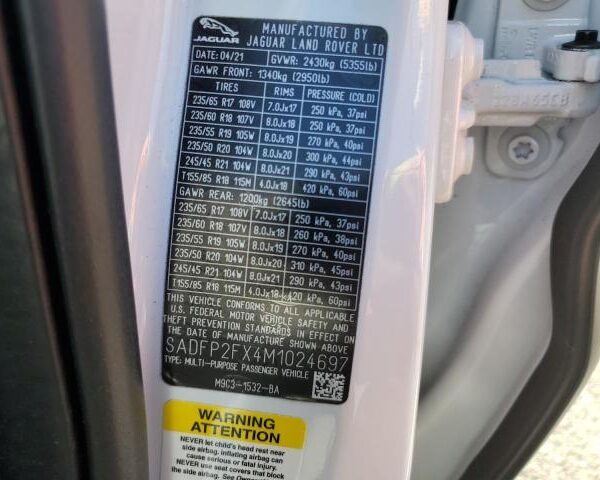 JAGUAR
MANUFACTURED BY
JAGUAR LAND ROVER LTD
DATE: 04/21 GVWR: 2430kg (5355lb)
GAWR FRONT: 1340kg (2950lb)
TIRES RIMS PRESSURE (COLD)
235/65 R17 108V 7.0Jx17 250 kPa, 37psi
235/60 R18 107V 8.0Jx18 250 kPa, 37psi
235/55 R19 105W 8.0Jx19 270 kPa, 40psi
235/50 R20 104W 8.0Jx20 300 kPa, 44psi
245/45 R21 104W 8.0Jx21 290 kPa, 43psi
T155/85 R18 115M 4.0Jx18 420 kPa, 60psi
GAWR REAR: 1200kg (2645lb)
235/65 R17 108V 7.0Jx17 250 kPa, 37psi
235/60 R18 107V 8.0Jx18 260 kPa, 38psi
235/55 R19 105W 8.0Jx19 270 kPa, 40psi
235/50 R20 104W 8.0Jx20 310 kPa, 45psi
245/45 R21 104W 8.0Jx21 290 kPa, 43psi
T155/85 R18 115M 4.0Jx18 420 kPa, 60psi
THIS VEHICLE CONFORMS TO ALL APPLICABLE
U.S. FEDERAL MOTOR VEHICLE SAFETY AND
THEFT PREVENTION STANDARDS IN EFFECT ON
THE DATE OF MANUFACTURE SHOWN ABOVE
SADFP2FX4M1024697
TYPE: MULTI-PURPOSE PASSENGER VEHICLE
M9C3-1532-BA
WARNING
ATTENTION
NEVER let child's head rest near
side airbag, inflating airbag can
cause serious or fatal injury.
NEVER use seat covers that block
the side airbag. See Owner's